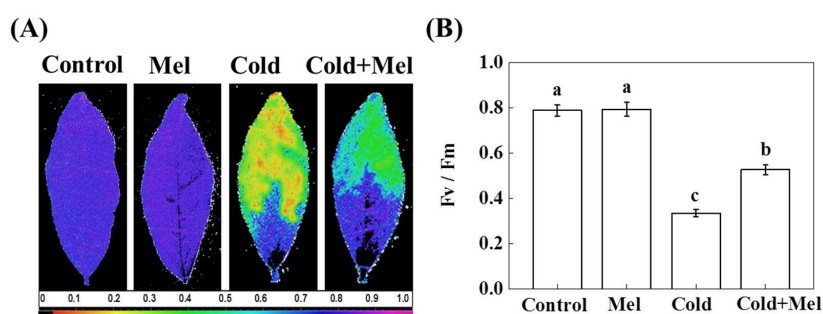 (A)
Control Mel Cold Cold+Mel
0 0.1 0.2 0.3 0.4 0.5 0.6 0.7 0.8 0.9 1.0
(B)
Fv / Fm
1.0
0.8
0.6
0.4
0.2
0.0
a
a
c
b
Control Mel Cold Cold+Mel